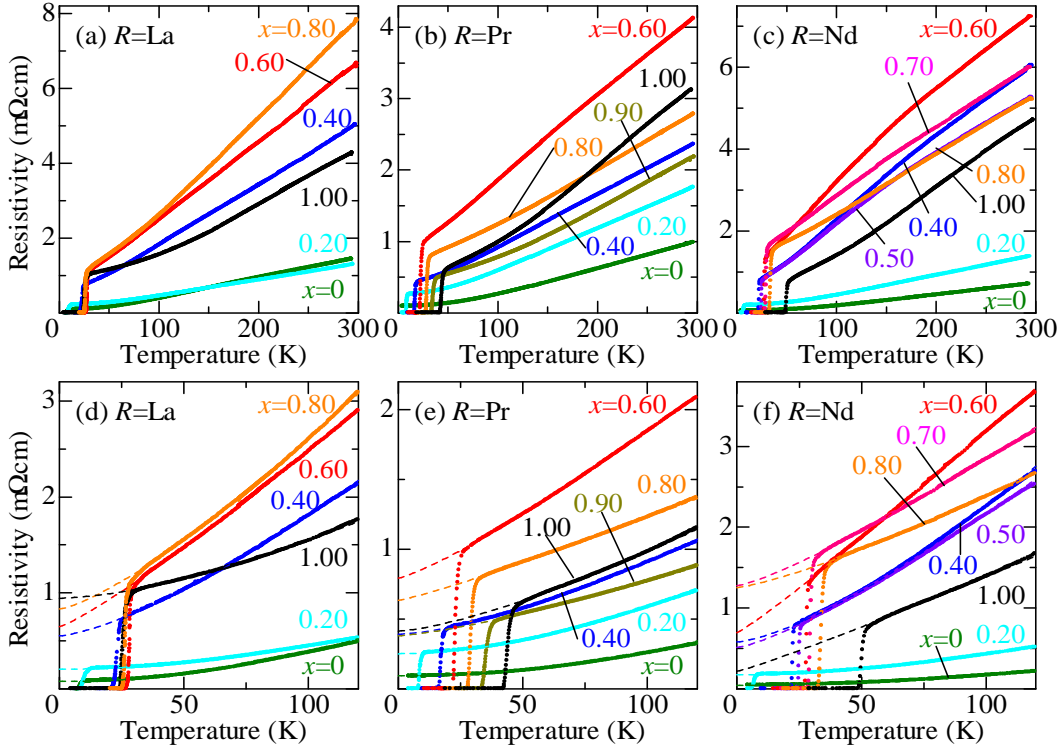 8
6
4
2
Resistivity (mΩcm)
(a) R=La
x=0.80
0.60
0.40
1.00
0.20
x=0
0 100 200 300
Temperature (K)
4
3
2
1
0
(b) R=Pr
x=0.60
0.90
0.80
1.00
0.20
0.40
x=0
0 100 200 300
Temperature (K)
6
4
2
0
(c) R=Nd
x=0.60
0.70
0.80
1.00
0.40
0.20
0.50
x=0
0 100 200 300
Temperature (K)
3
2
1
0
Resistivity (mΩcm)
(d) R=La
x=0.80
0.60
0.40
1.00
0.20
x=0
0 50 100
Temperature (K)
2
1
0
(e) R=Pr
x=0.60
0.80
0.90
1.00
0.20
0.40
x=0
0 50 100
Temperature (K)
3
2
1
0
(f) R=Nd
x=0.60
0.70
0.80
0.50
0.40
1.00
0.20
x=0
0 50 100
Temperature (K)